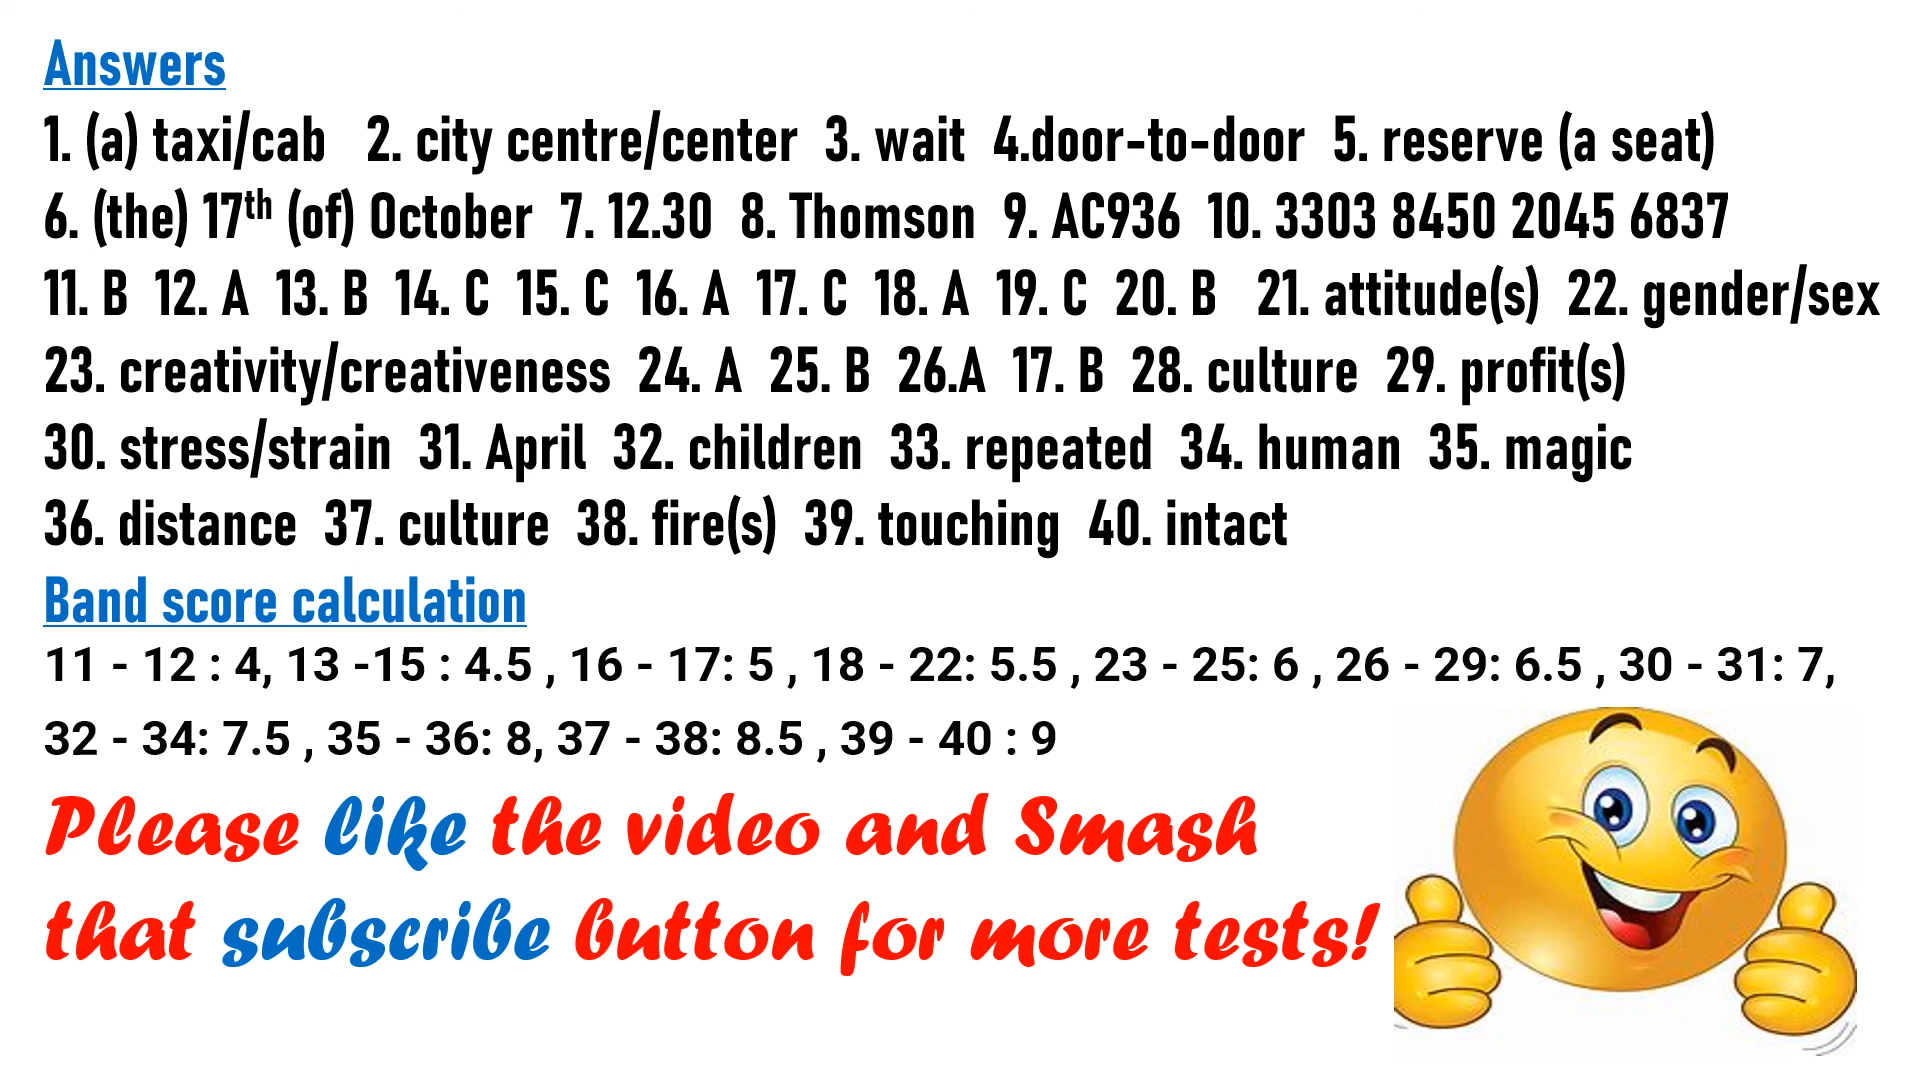 Answers
1. (a) taxi/cab 2. city centre/center 3. wait 4.door-to-door 5. reserve (a seat)
6. (the) 17th (of) October 7. 12.30 8. Thomson 9. AC936 10. 3303 8450 2045 6837
11. B 12. A 13. B 14. C 15. C 16. A 17. C 18. A 19. C 20. B 21. attitude(s) 22. gender/sex
23. creativity/creativeness 24. A 25. B 26.A 17. B 28. culture 29. profit(s)
30. stress/strain 31. April 32. children 33. repeated 34. human 35. magic
36. distance 37. culture 38. fire(s) 39. touching 40. intact
Band score calculation
11 - 12 : 4, 13 -15 : 4.5 , 16 - 17: 5 , 18 - 22: 5.5 , 23 - 25: 6 , 26 - 29: 6.5 , 30 - 31: 7,
32 - 34: 7.5 , 35 - 36: 8, 37 - 38: 8.5 , 39 - 40 : 9
Please like the video and Smash
that subscribe button for more tests!